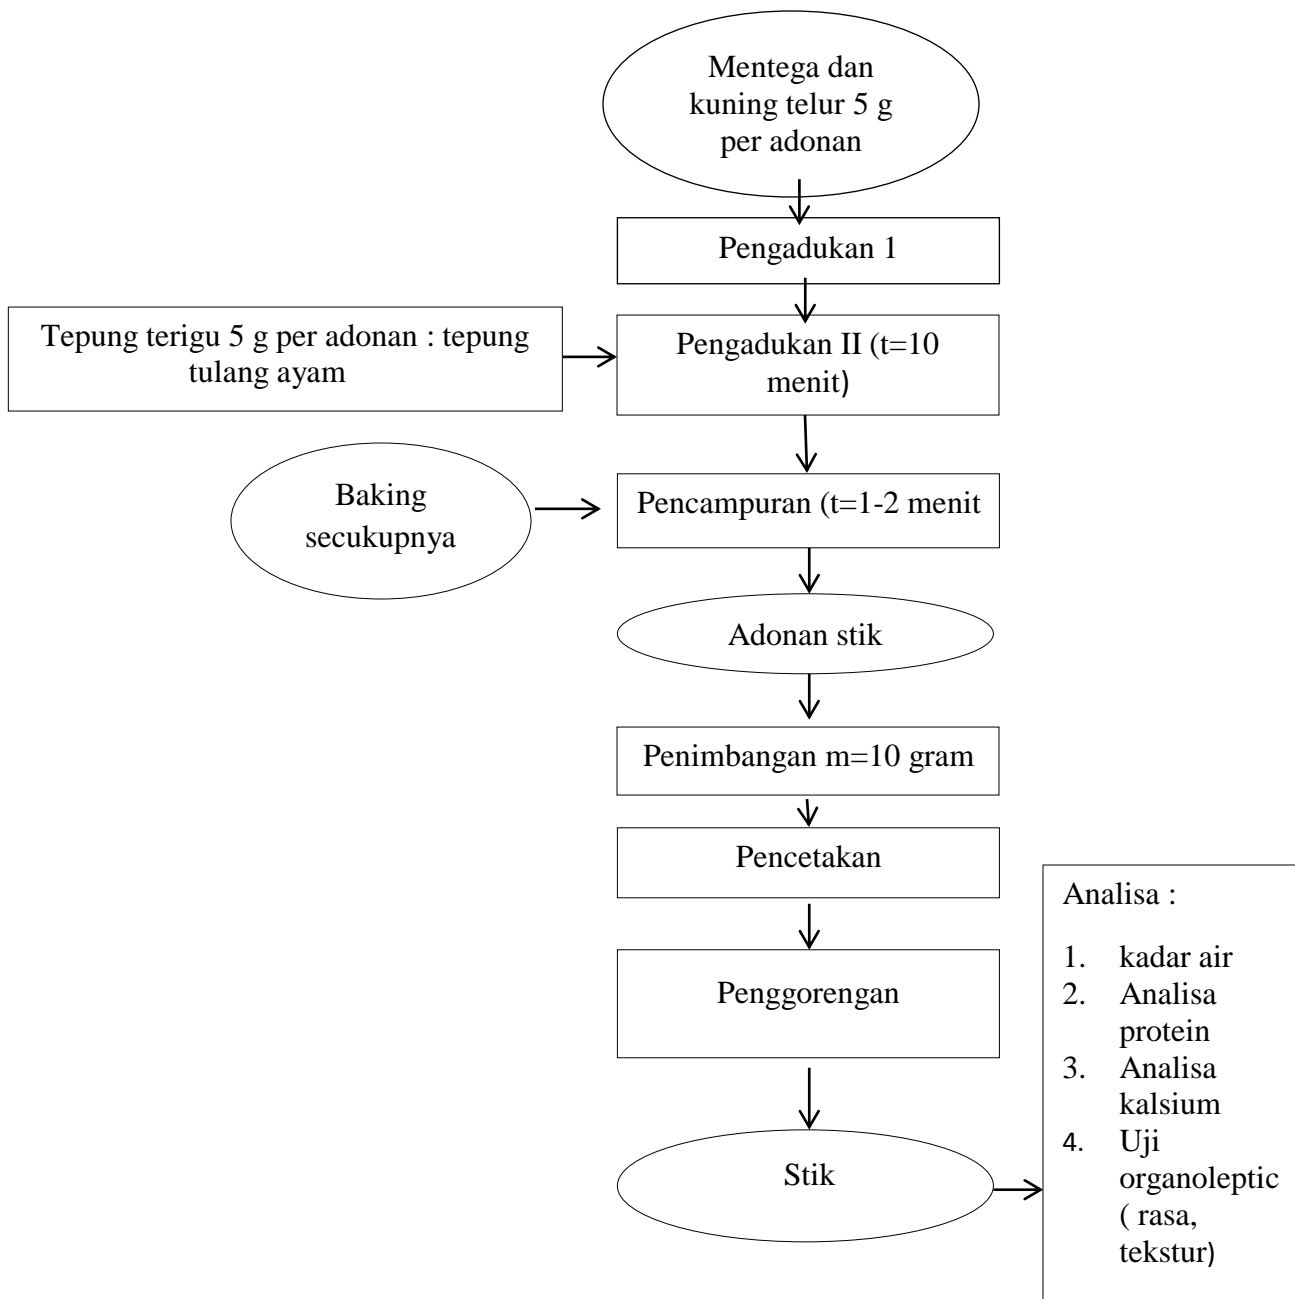 Mentega dan
kuning telur 5 g
per adonan
Pengadukan 1
Tepung terigu 5 g per adonan : tepung
tulang ayam
Pengadukan II (t=10
menit)
Baking
secukupnya
Pencampuran (t=1-2 menit
Adonan stik
Penimbangan m=10 gram
Pencetakan
Penggorengan
Stik
Analisa :
1. kadar air
2. Analisa
protein
3. Analisa
kalsium
4. Uji
organoleptic
( rasa,
tekstur)